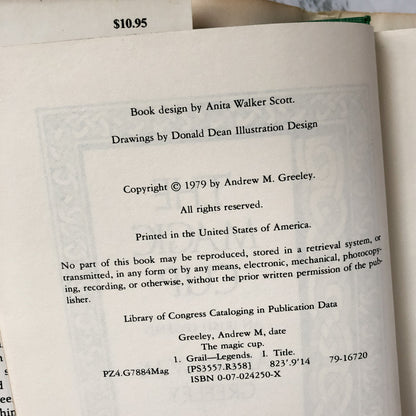 $10.95
Book design by Anita Walker Scott.
Drawings by Donald Dean Illustration Design
Copyright © 1979 by Andrew M. Greeley.
All rights reserved.
Printed in the United States of America.
No part of this book may be reproduced, stored in a retrieval system, or
transmitted, in any form or by any means, electronic, mechanical, photocopy-
ing, recording, or otherwise, without the prior written permission of the pub-
lisher.
Library of Congress Cataloging in Publication Data
Greeley, Andrew M, date
The magic cup.
1. Grail—Legends. I. Title.
PZ4.G7884Mag [PS3557.R358] 823'.9'14 79-16720
ISBN 0-07-024250-X